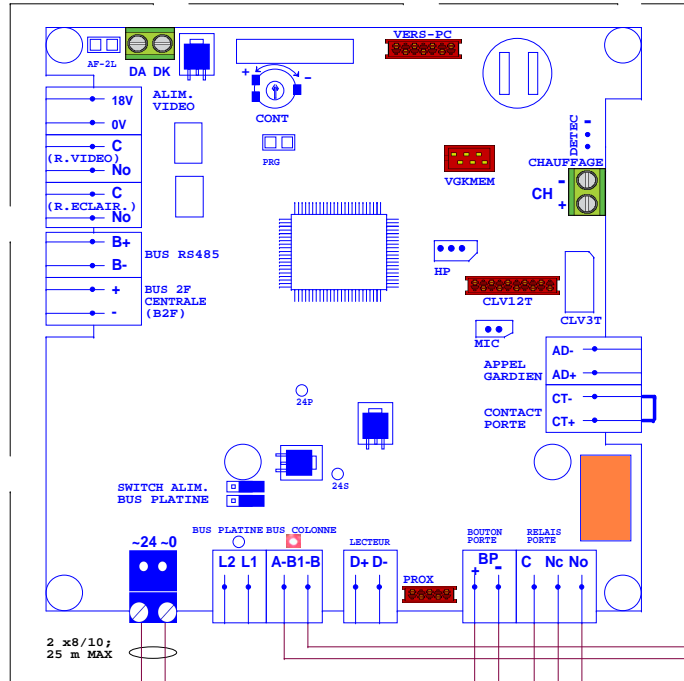 VERS-PC
AF-2L
DA DK
+ -
ALIM.
VIDEO
CONT
PRG
18V
0V
C
(R.VIDEO)
No
C
(R.ECLAIR.)
No
B+
B-
BUS RS485
+
-
BUS 2F
CENTRALE
(B2F)
DETEC
-
VGKMEM
CHAUFFAGE
CH
-
+
HP
CLV12T
CLV3T
MIC
APPEL
GARDIEN
AD-
AD+
CONTACT
PORTE
CT-
CT+
24P
24S
SWITCH ALIM.
BUS PLATINE
~24 ~0
BUS PLATINE
L2 L1
BUS COLONNE
A-B1-B
LECTEUR
D+ D-
PROX
BOUTON
PORTE
BP
+ -
RELAIS
PORTE
C Nc No
2 x8/10;
25 m MAX